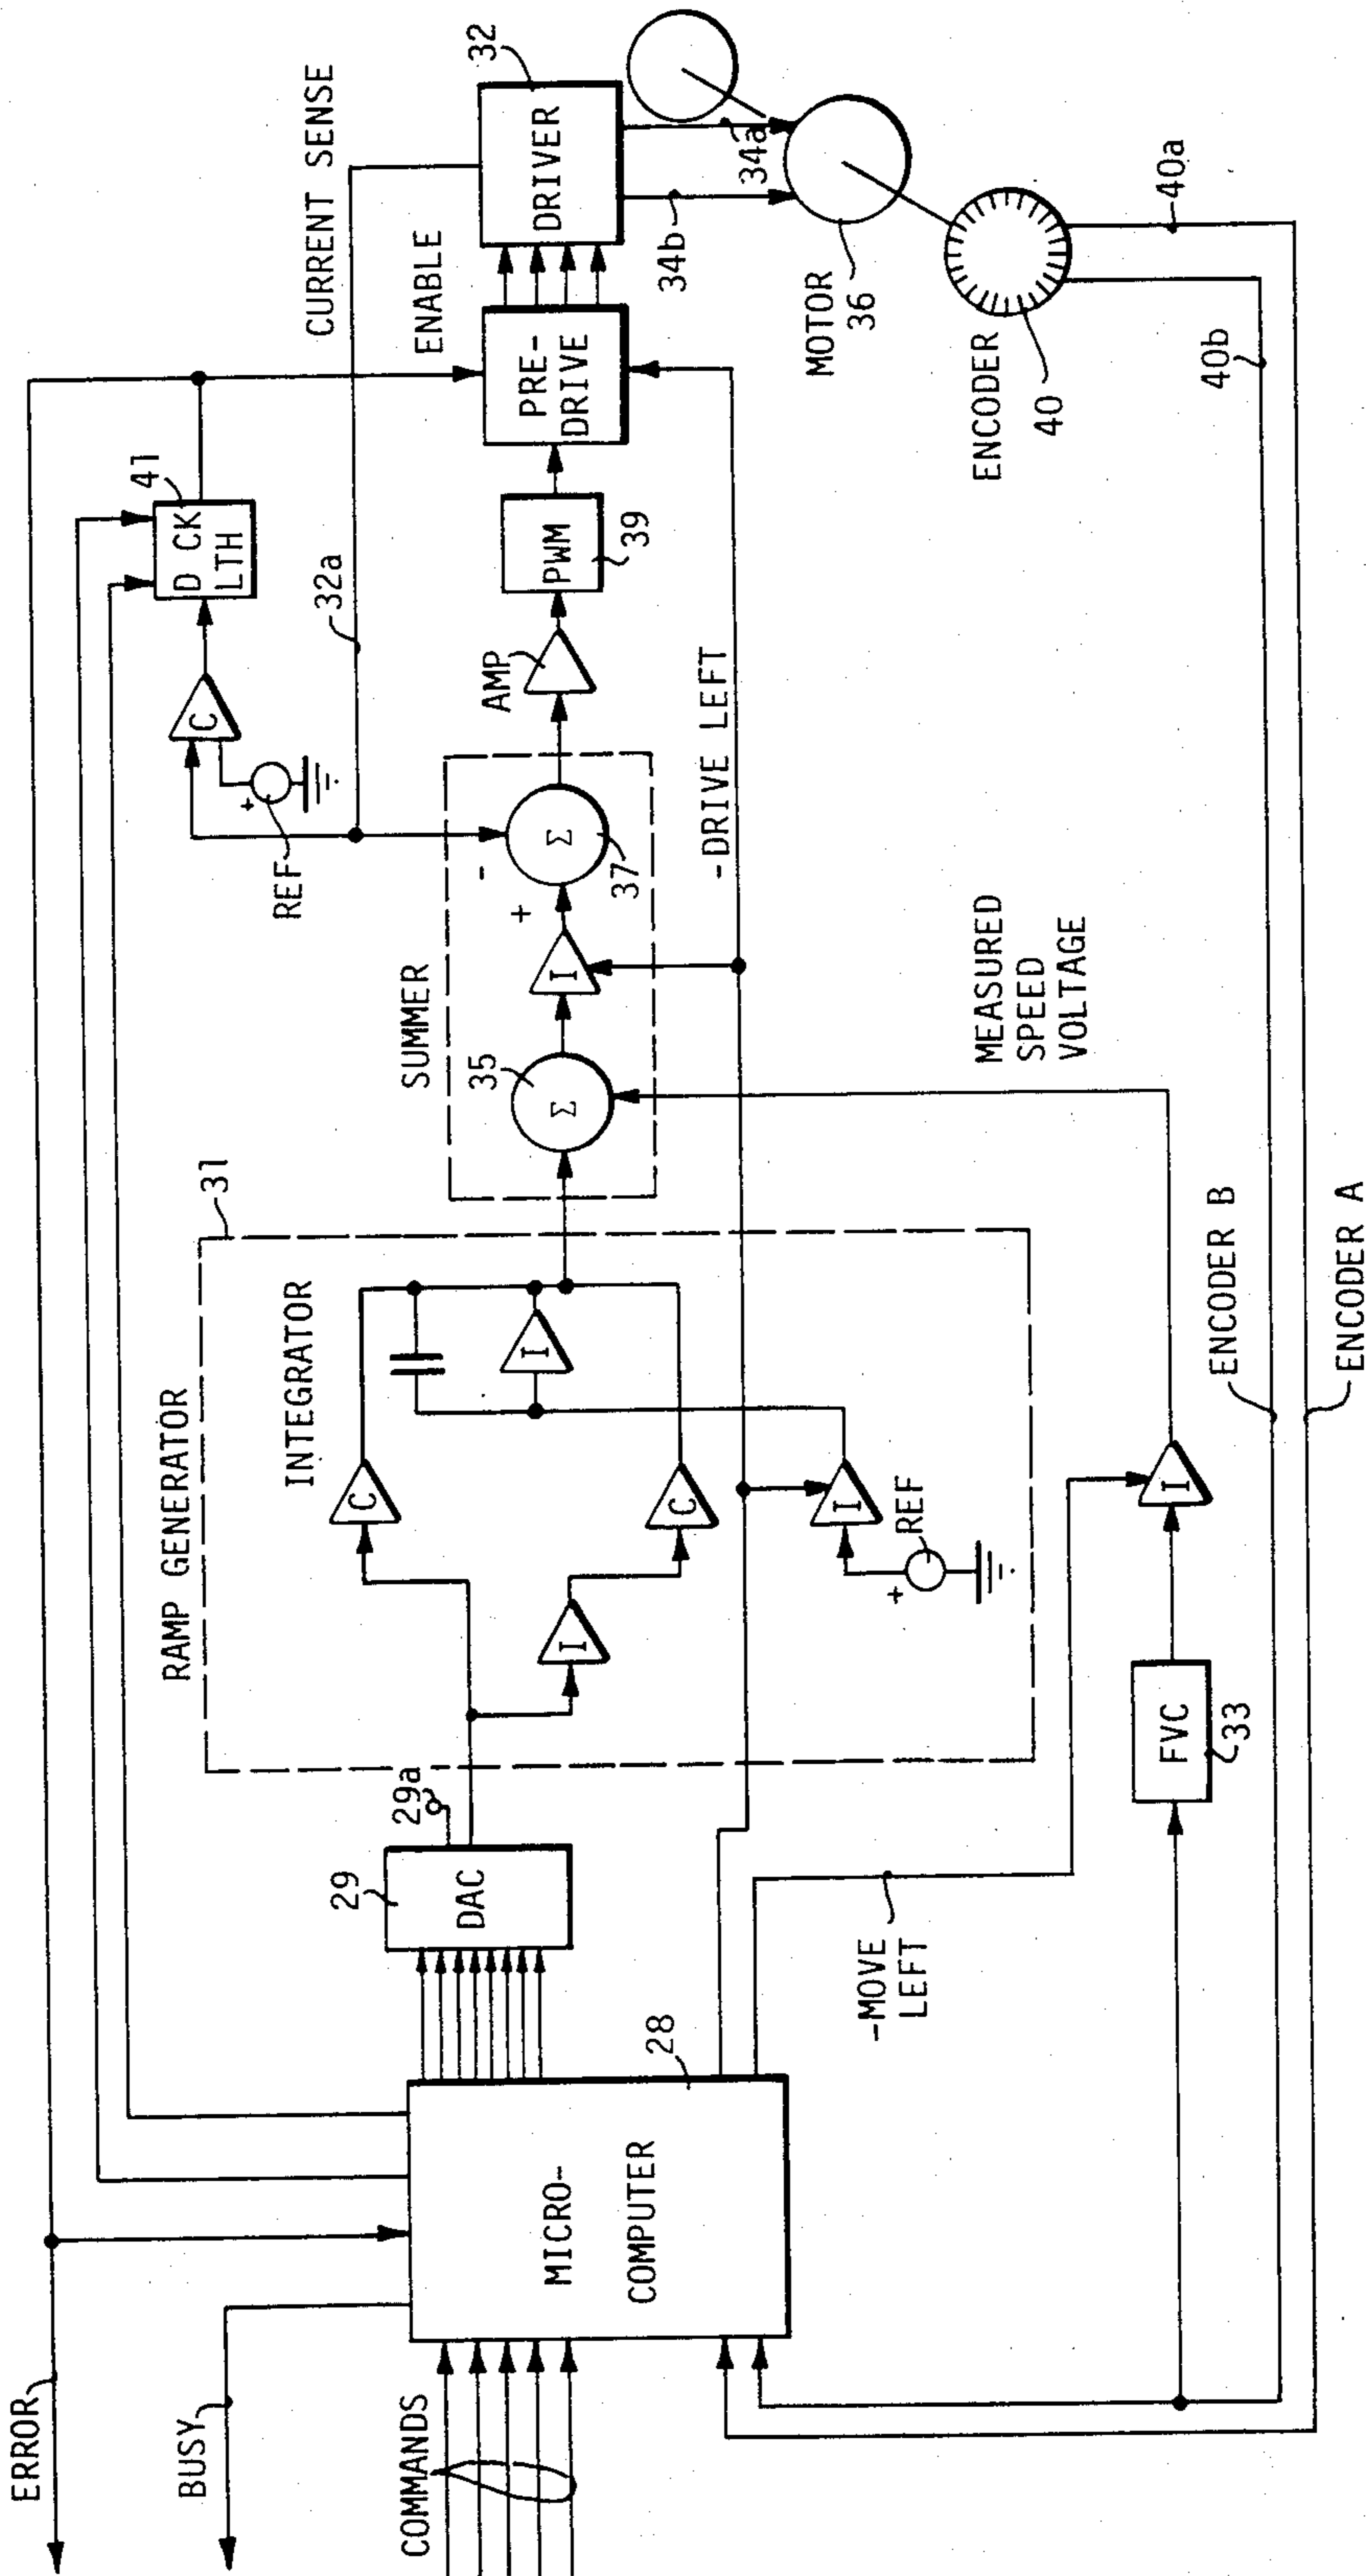 ERROR
BUSY
COMMANDS
MICRO-
COMPUTER
28
29
DAC
29a
-MOVE
LEFT
FVC
33
RAMP GENERATOR
31
INTEGRATOR
C
I
I
C
I
REF
+
I
ENCODER B
ENCODER A
MEASURED
SPEED
VOLTAGE
SUMMER
35
Σ
I
+
-
Σ
37
-DRIVE LEFT
REF
+
C
D CK
LTH
41
32a
AMP
PWM
39
CURRENT SENSE
ENABLE
PRE-
DRIVE
DRIVER
32
34a
34b
MOTOR
36
ENCODER
40
40a
40b